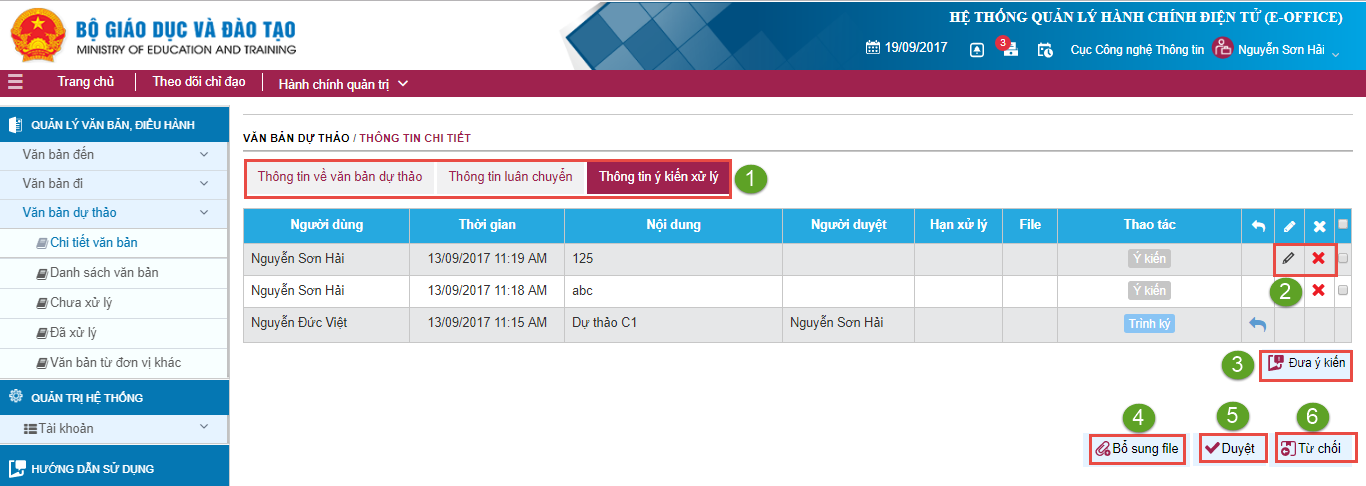 BỘ GIÁO DỤC VÀ ĐÀO TẠO
MINISTRY OF EDUCATION AND TRAINING
HỆ THỐNG QUẢN LÝ HÀNH CHÍNH ĐIỆN TỬ (E-OFFICE)
19/09/2017 3 Cục Công nghệ Thông tin Nguyễn Sơn Hải
Trang chủ Theo dõi chỉ đạo Hành chính quản trị
QUẢN LÝ VĂN BẢN, ĐIỀU HÀNH
Văn bản đến
Văn bản đi
Văn bản dự thảo
Chi tiết văn bản
Danh sách văn bản
Chưa xử lý
Đã xử lý
Văn bản từ đơn vị khác
QUẢN TRỊ HỆ THỐNG
Tài khoản
HƯỚNG DẪN SỬ DỤNG
VĂN BẢN DỰ THẢO / THÔNG TIN CHI TIẾT
Thông tin về văn bản dự thảo Thông tin luân chuyển Thông tin ý kiến xử lý 1
Người dùng Thời gian Nội dung Người duyệt Hạn xử lý File Thao tác
Nguyễn Sơn Hải 13/09/2017 11:19 AM 125 Ý kiến
Nguyễn Sơn Hải 13/09/2017 11:18 AM abc Ý kiến 2
Nguyễn Đức Việt 13/09/2017 11:15 AM Dự thảo C1 Nguyễn Sơn Hải Trình ký
3 Đưa ý kiến
4 5 6
Bổ sung file Duyệt Từ chối